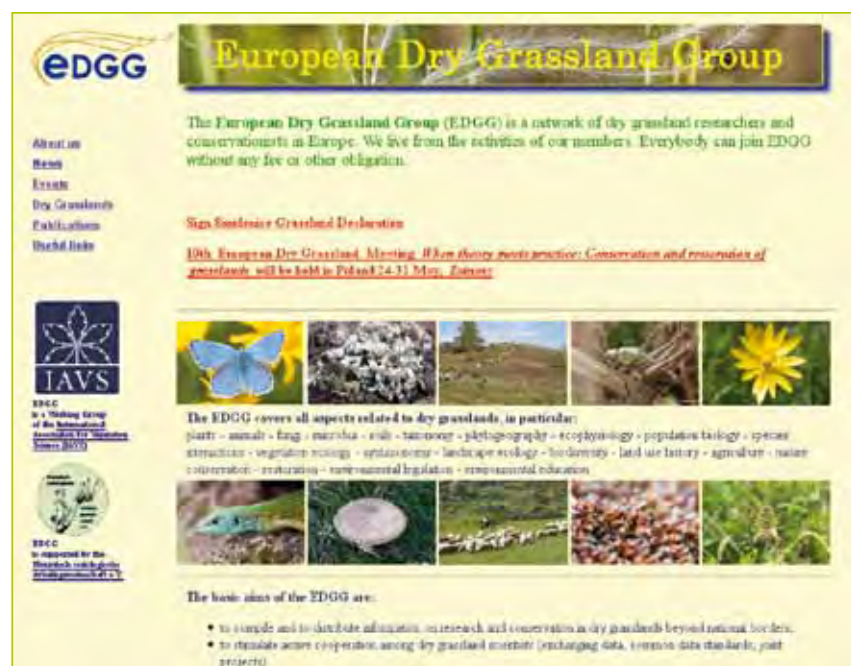 eDGG
European Dry Grassland Group
The European Dry Grassland Group (EDGG) is a network of dry grassland researchers and
conservationists in Europe. We live from the activities of our members. Everybody can join EDGG
without any fee or other obligation.
About us
News
Events
Dry Grasslands
Publications
Useful links
Sign Smolenice Grassland Declaration
10th European Dry Grassland Meeting When theory meets practice: Conservation and restoration of
grasslands will be held in Poland 24-31 May, Zamosc
IAVS
EDGG
is a Working Group
of the International
Association for Vegetation
Science (IAVS)
The EDGG covers all aspects related to dry grasslands, in particular:
plants - animals - fungi - microbia - soils - taxonomy - phylogeography - ecophysiology - population biology - species
interactions - vegetation ecology - syntaxonomy - landscape ecology - biodiversity - land use history - agriculture - nature
conservation - restoration - environmental legislation - environmental education
EDGG
is supported by the
The basic aims of the EDGG are:
• to compile and to distribute information on research and conservation in dry grasslands beyond national borders;
• to stimulate active cooperation among dry grassland scientists (exchanging data, common data standards, joint
projects)